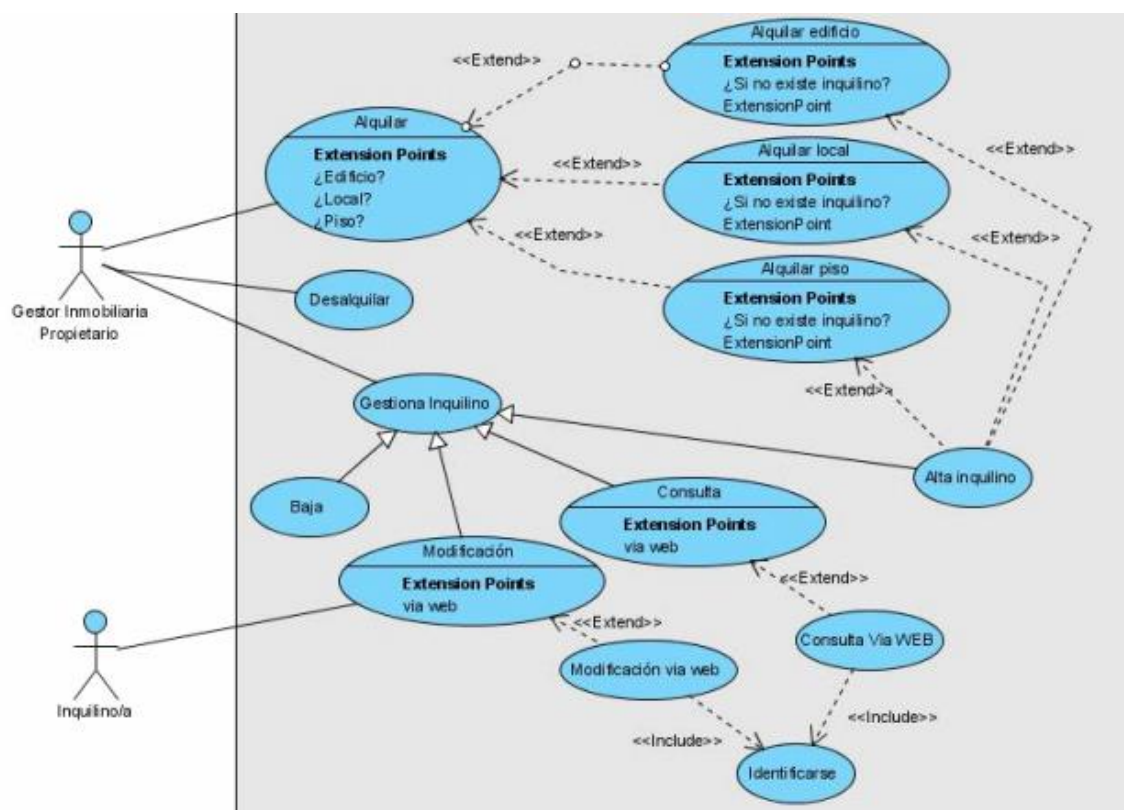 Alquilar edificio
Extension Points
¿Si no existe inquilino?
ExtensionPoint
<<Extend>>
Alquilar
Extension Points
¿Edificio?
¿Local?
¿Piso?
<<Extend>>
Alquilar local
Extension Points
¿Si no existe inquilino?
ExtensionPoint
<<Extend>>
<<Extend>>
Alquilar piso
Extension Points
¿Si no existe inquilino?
ExtensionPoint
<<Extend>>
<<Extend>>
Gestor Inmobiliaria
Propietario
Desalquilar
Gestiona Inquilino
Alta inquilino
Baja
Consulta
Extension Points
via web
Modificación
Extension Points
via web
<<Extend>>
<<Extend>>
Consulta Via WEB
Modificación via web
Inquilino/a
<<Include>>
<<Include>>
Identificarse